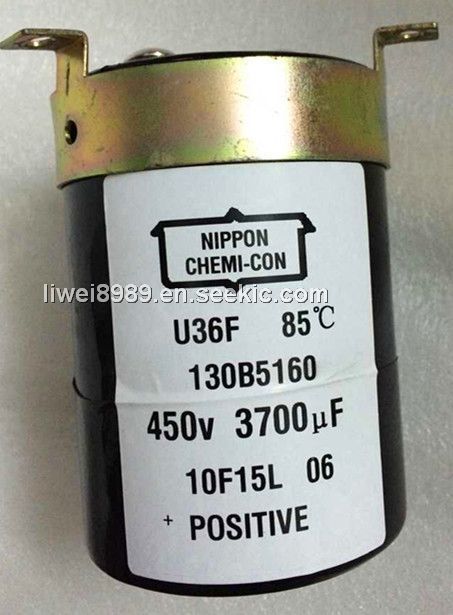 NIPPON
CHEMI-CON
liwei8989.en.seekic.com
U36F 85℃
130B5160
450v 3700µF
10F15L 06
+ POSITIVE